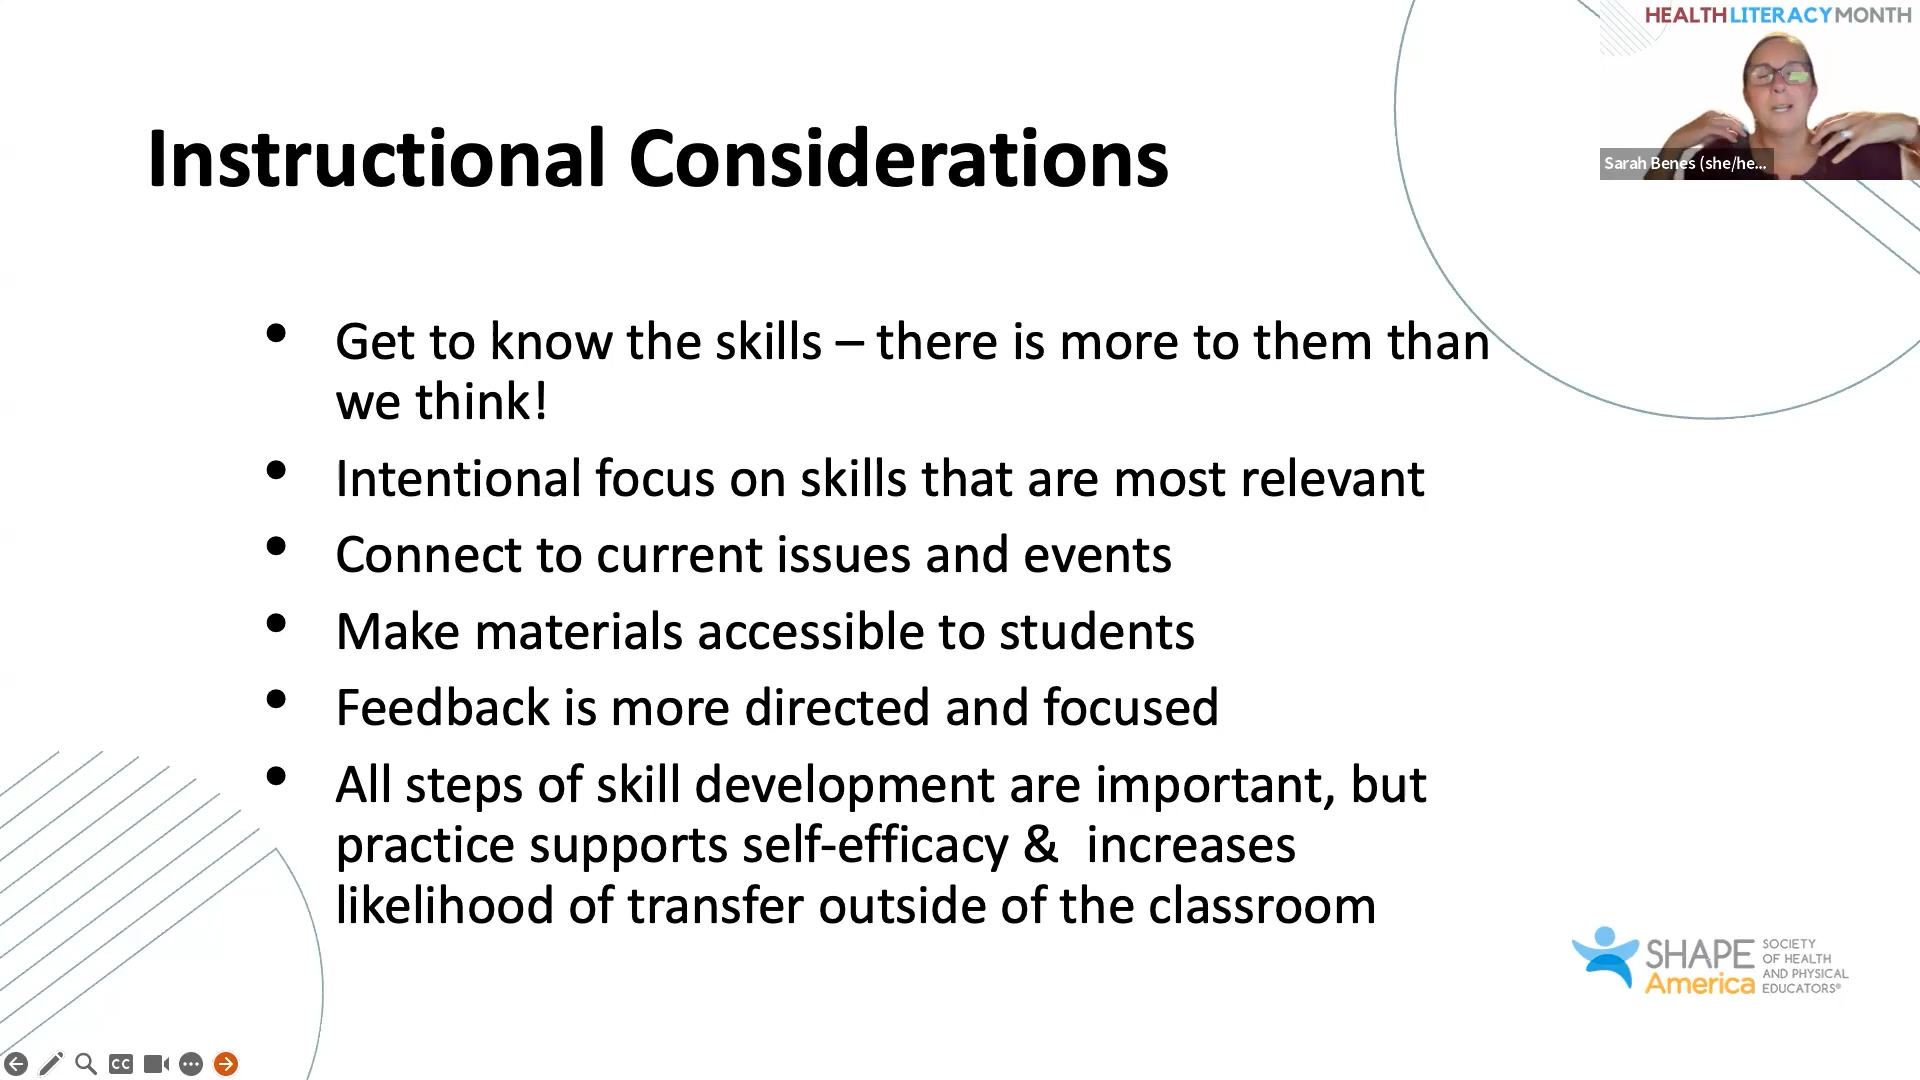 HEALTH LITERACY MONTH
Sarah Benes (she/he...
Instructional Considerations
• Get to know the skills – there is more to them than
we think!
• Intentional focus on skills that are most relevant
• Connect to current issues and events
• Make materials accessible to students
• Feedback is more directed and focused
• All steps of skill development are important, but
practice supports self-efficacy &  increases
likelihood of transfer outside of the classroom
SHAPE
America
SOCIETY
OF HEALTH
AND PHYSICAL
EDUCATORS®
CC